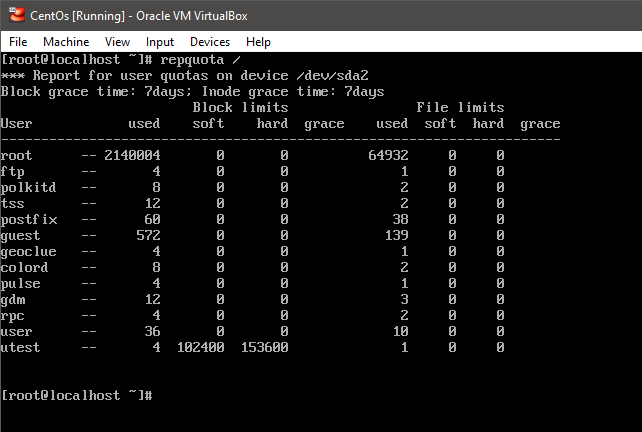 CentOs [Running] - Oracle VM VirtualBox
File Machine View Input Devices Help
[root@localhost ~]# repquota /
*** Report for user quotas on device /dev/sda2
Block grace time: 7days; Inode grace time: 7days
                        Block limits                File limits
User            used    soft    hard  grace    used  soft  hard  grace
----------------------------------------------------------------------
root      -- 2140004       0       0          64932     0     0
ftp       --       4       0       0              1     0     0
polkitd   --       8       0       0              2     0     0
tss       --      12       0       0              2     0     0
postfix   --      60       0       0             38     0     0
guest     --     572       0       0            139     0     0
geoclue   --       4       0       0              1     0     0
colord    --       8       0       0              2     0     0
pulse     --       4       0       0              1     0     0
gdm       --      12       0       0              3     0     0
rpc       --       4       0       0              2     0     0
user      --      36       0       0             10     0     0
utest     --       4  102400  153600              1     0     0
[root@localhost ~]#